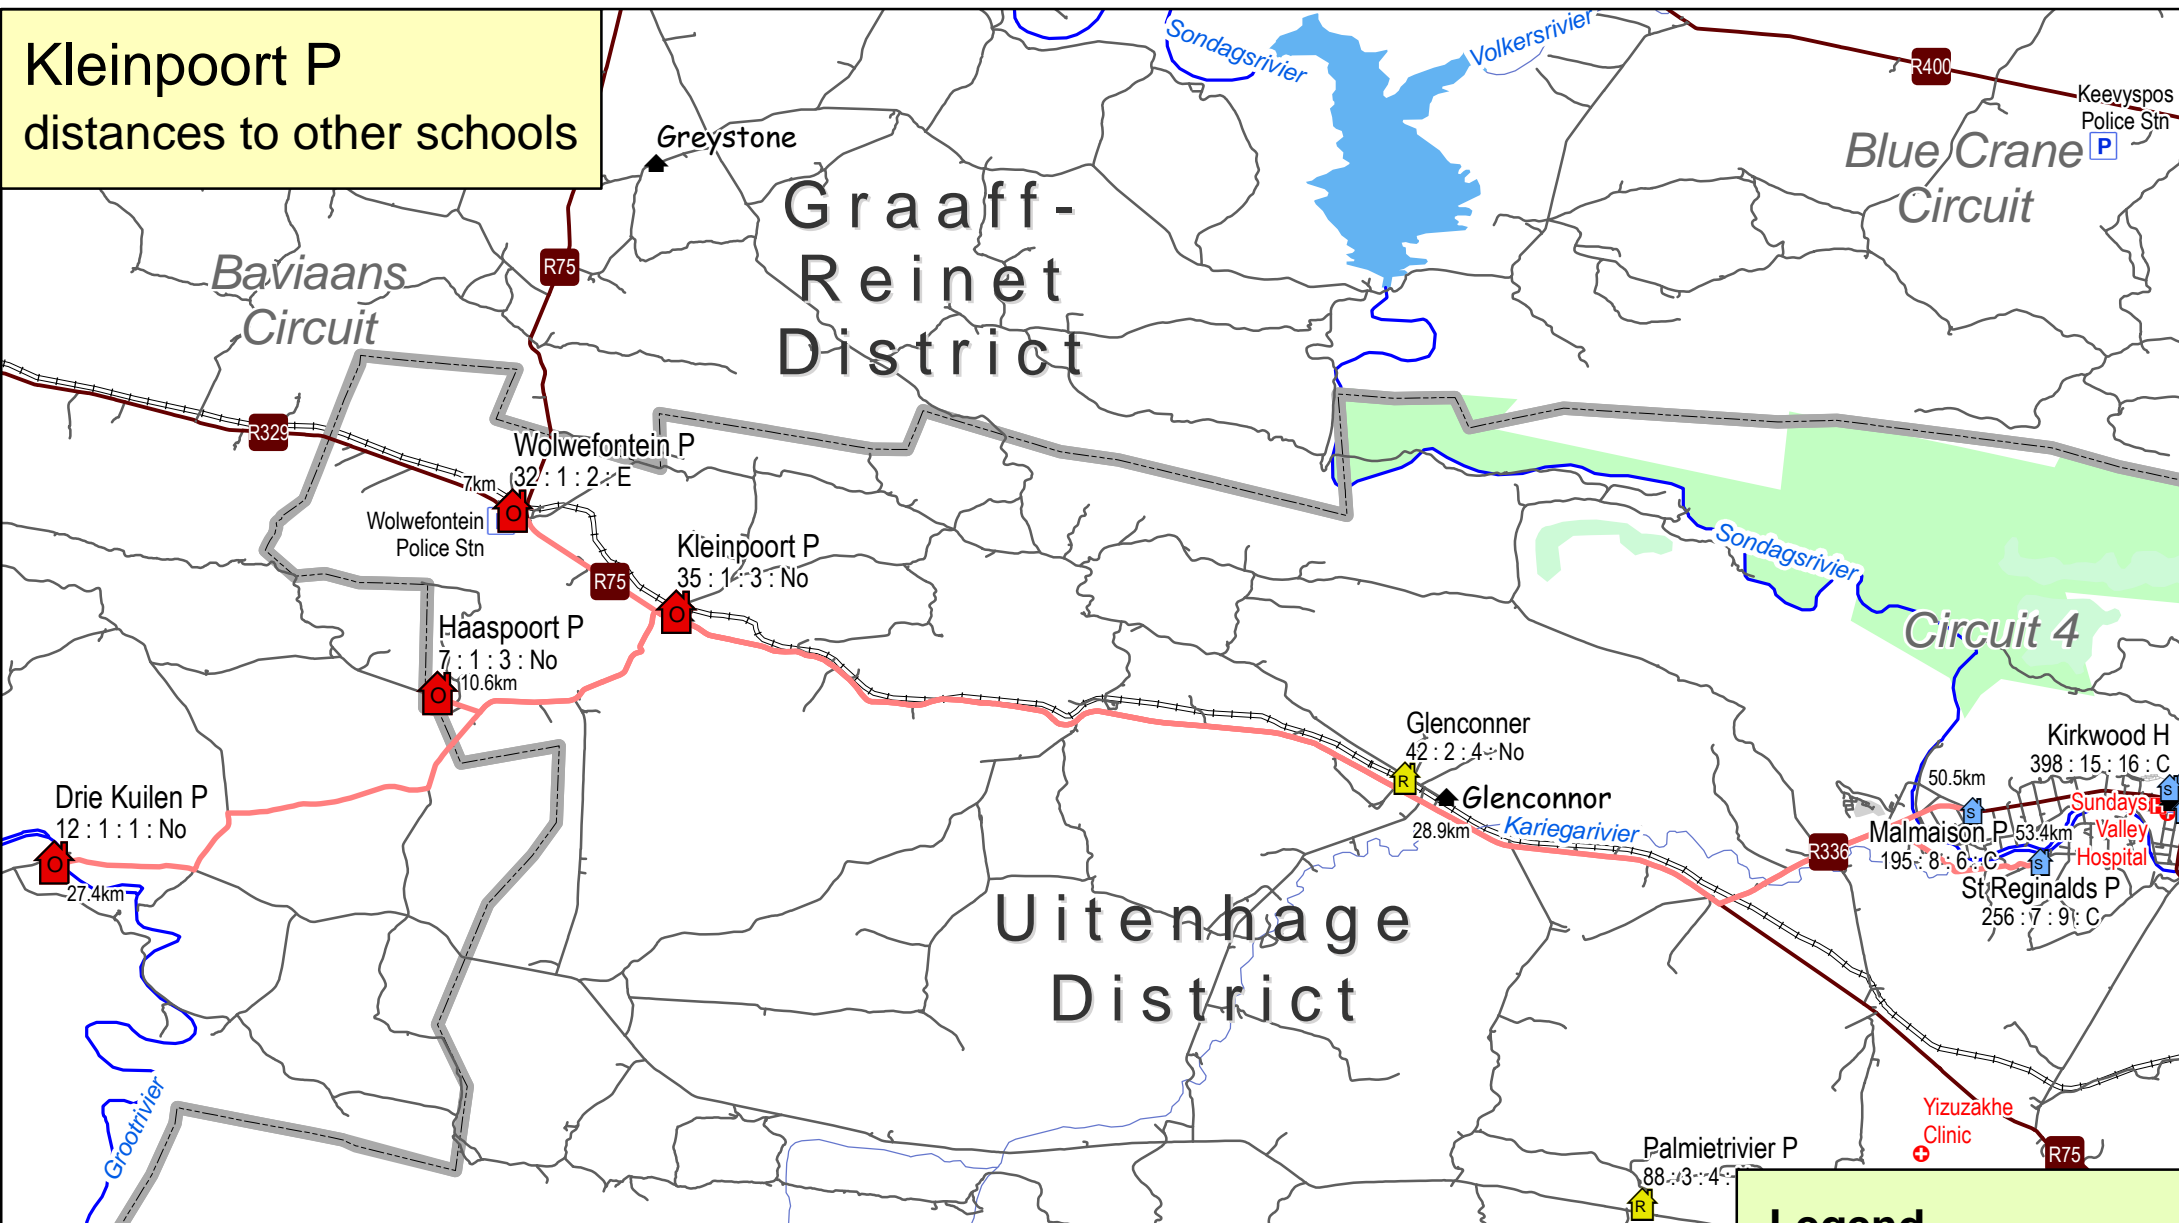 Kleinpoort P
distances to other schools
Sondagsrivier
Volkersrivier
R400
Keevyspos
Police Stn
P
Blue Crane
Circuit
Greystone
Graaff-
Reinet
District
R75
Baviaans
Circuit
R329
Wolwefontein P
32 : 1 : 2 : E
7km
O
Wolwefontein
Police Stn
R75
Kleinpoort P
35 : 1 : 3 : No
O
Sondagsrivier
Circuit 4
Haaspoort P
7 : 1 : 3 : No
10.6km
O
Glenconner
42 : 2 : 4 : No
R
Glenconnor
28.9km
Kariegarivier
Kirkwood H
398 : 15 : 16 : C
S
50.5km
S
Sundays
Valley
Hospital
H
R336
Malmaison P
195 : 8 : 6 : C
53.4km
S
St Reginalds P
256 : 7 : 9 : C
Drie Kuilen P
12 : 1 : 1 : No
O
27.4km
Uitenhage
District
Grootrivier
Yizuzakhe
Clinic
R75
Palmietrivier P
88 : 3 : 4 :
R
Legend